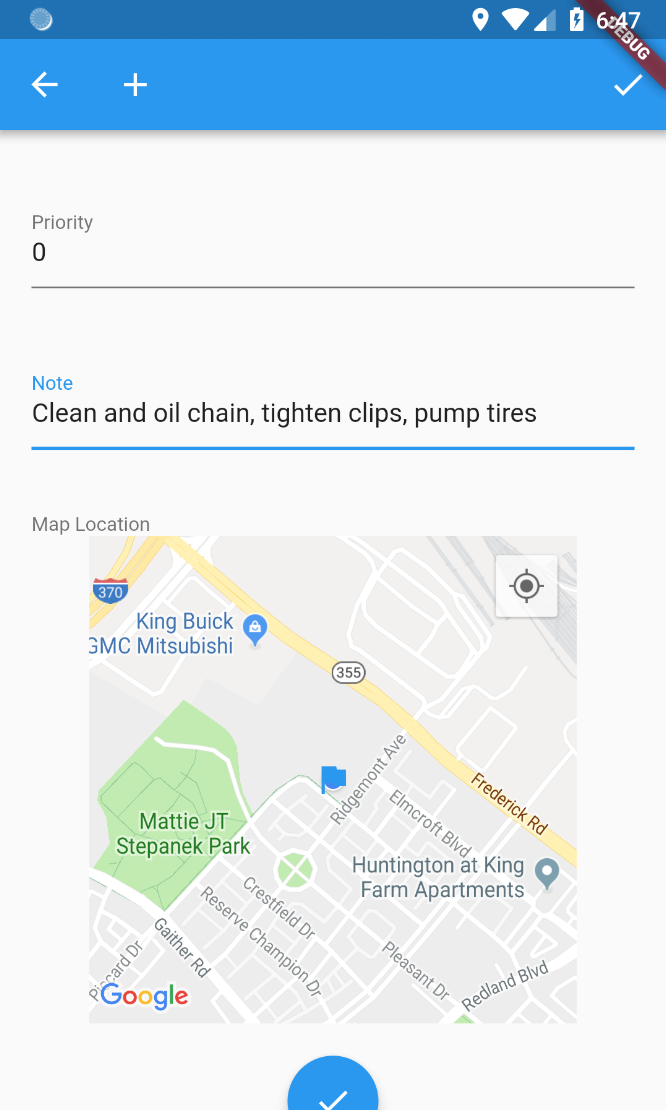 6:47
DEBUG
Priority
0
Note
Clean and oil chain, tighten clips, pump tires
Map Location
370
King Buick
GMC Mitsubishi
355
Ridgemont Ave
Frederick Rd
Elmcroft Blvd
Mattie JT
Stepanek Park
Huntington at King
Farm Apartments
Crestfield Dr
Reserve Champion Dr
Gaither Rd
Piccard Dr
Pleasant Dr
Redland Blvd
Google